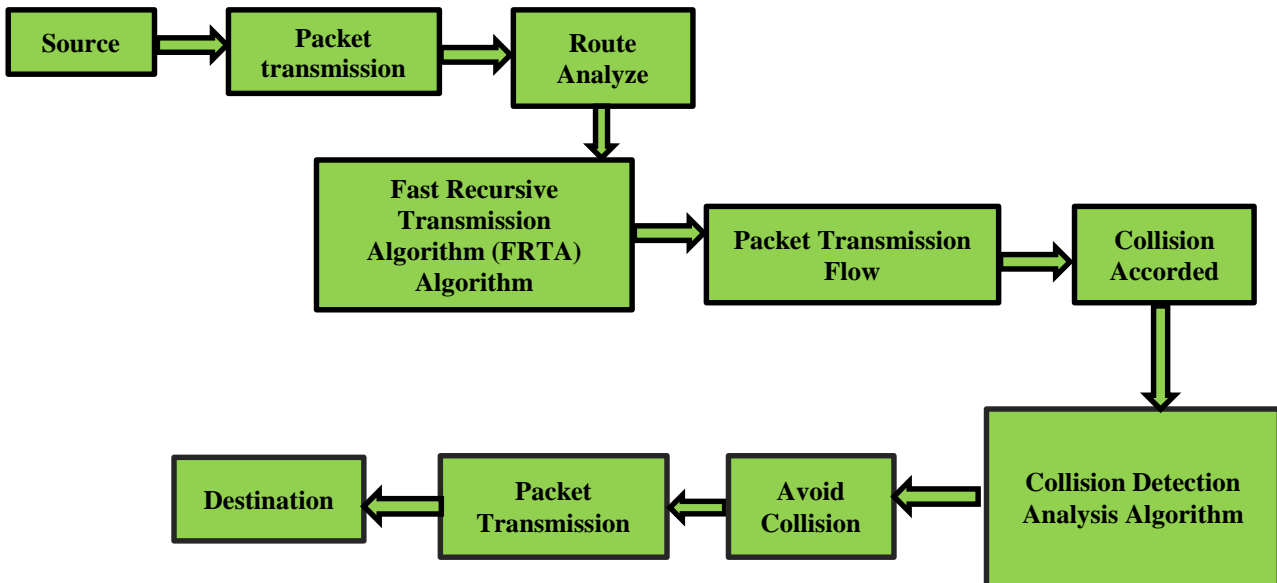 Source
Packet
transmission
Route
Analyze
Fast Recursive
Transmission
Algorithm (FRTA)
Algorithm
Packet Transmission
Flow
Collision
Accorded
Collision Detection
Analysis Algorithm
Avoid
Collision
Packet
Transmission
Destination